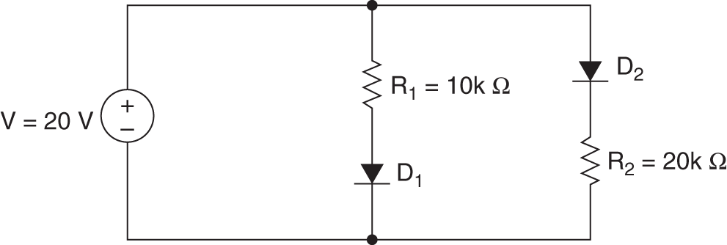 D₂
R₁ = 10k Ω
+
V = 20 V
−
R₂ = 20k Ω
D₁